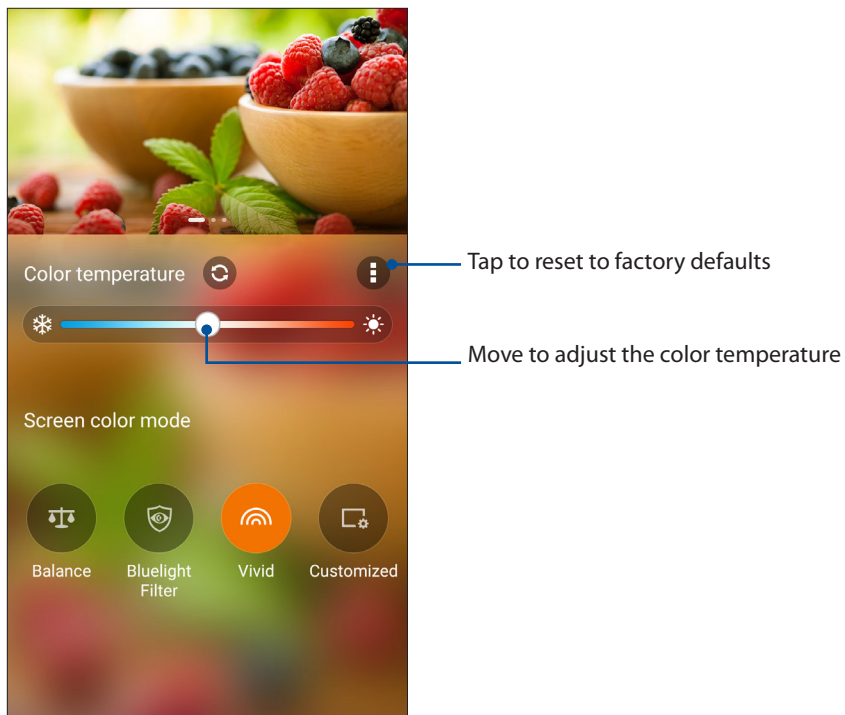 Color temperature
Tap to reset to factory defaults
Move to adjust the color temperature
Screen color mode
Balance
Bluelight
Filter
Vivid
Customized